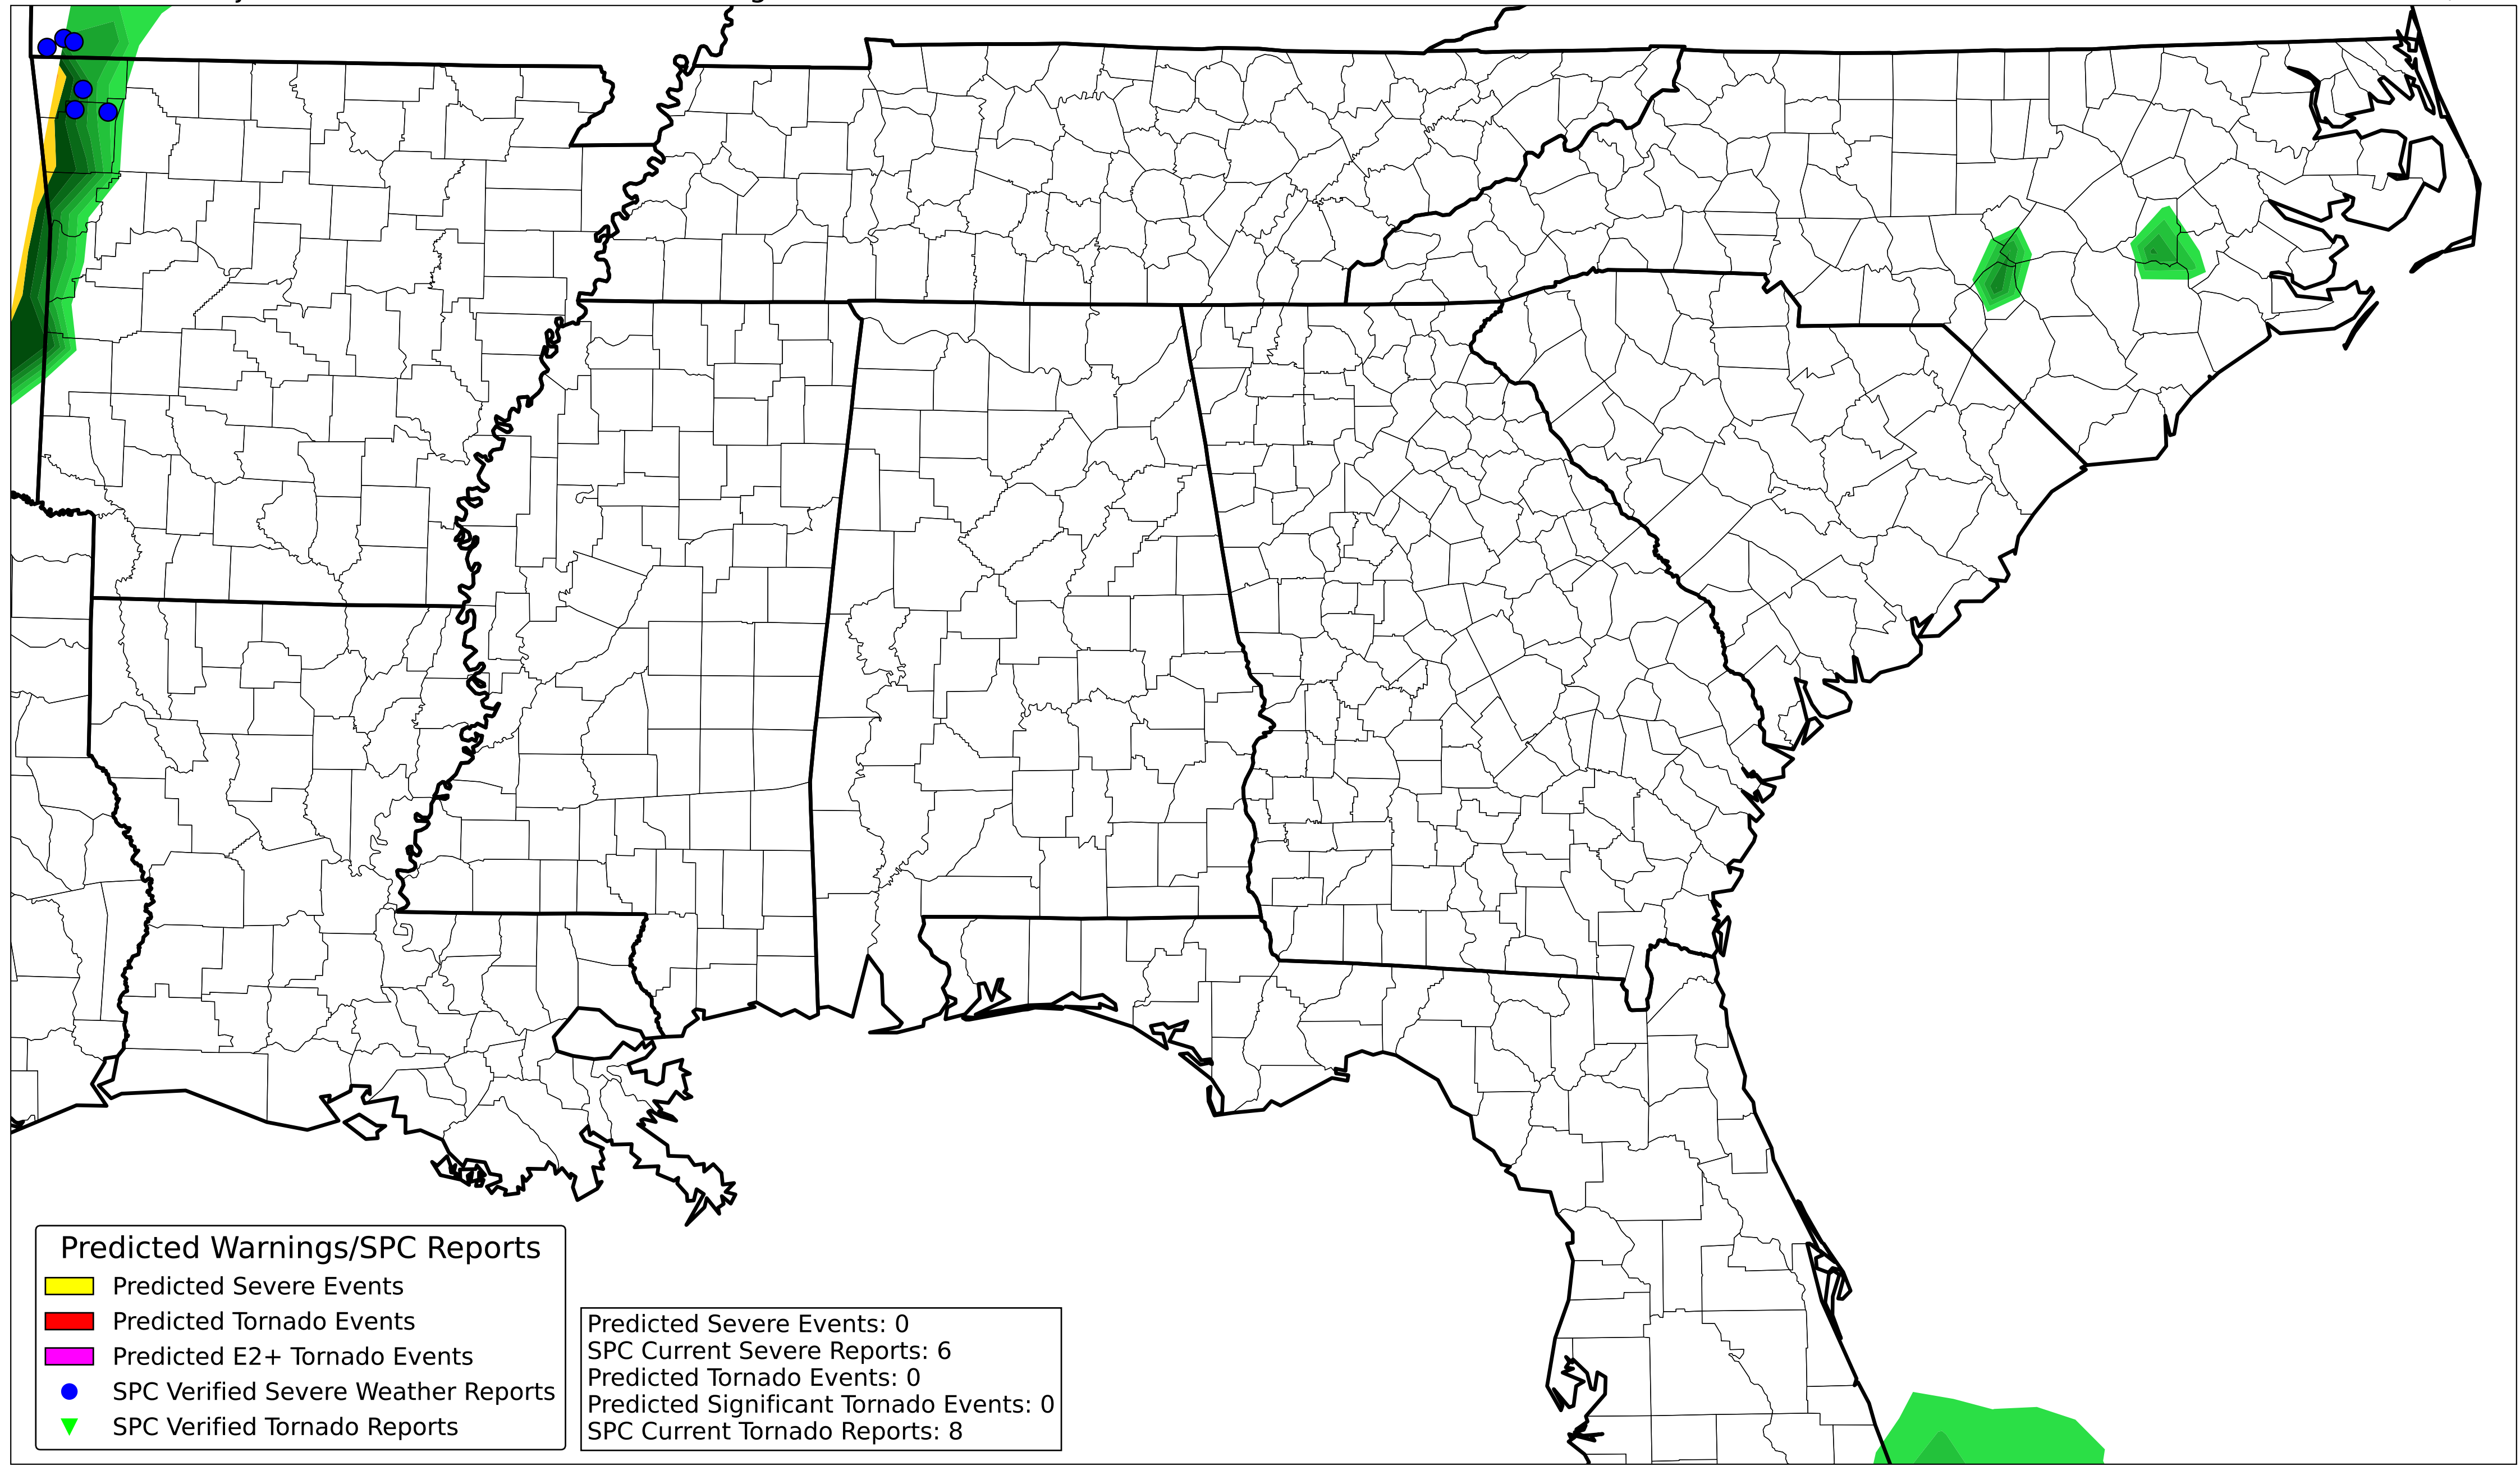 Predicted Warnings/SPC Reports
Predicted Severe Events
Predicted Tornado Events
Predicted E2+ Tornado Events
SPC Verified Severe Weather Reports
SPC Verified Tornado Reports
Predicted Severe Events: 0
SPC Current Severe Reports: 6
Predicted Tornado Events: 0
Predicted Significant Tornado Events: 0
SPC Current Tornado Reports: 8